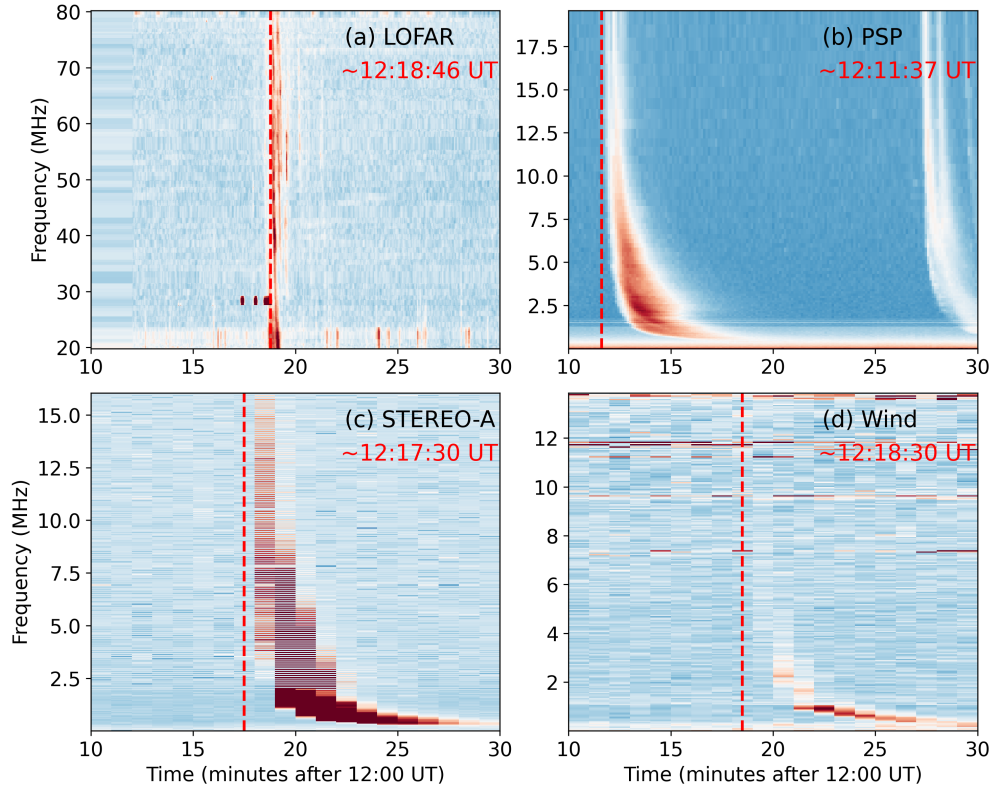 80
70
60
50
40
30
20
Frequency (MHz)
(a) LOFAR
~12:18:46 UT
10 15 20 25 30
17.5
15.0
12.5
10.0
7.5
5.0
2.5
(b) PSP
~12:11:37 UT
10 15 20 25 30
15.0
12.5
10.0
7.5
5.0
2.5
Frequency (MHz)
(c) STEREO-A
~12:17:30 UT
10 15 20 25 30
Time (minutes after 12:00 UT)
12
10
8
6
4
2
(d) Wind
~12:18:30 UT
10 15 20 25 30
Time (minutes after 12:00 UT)